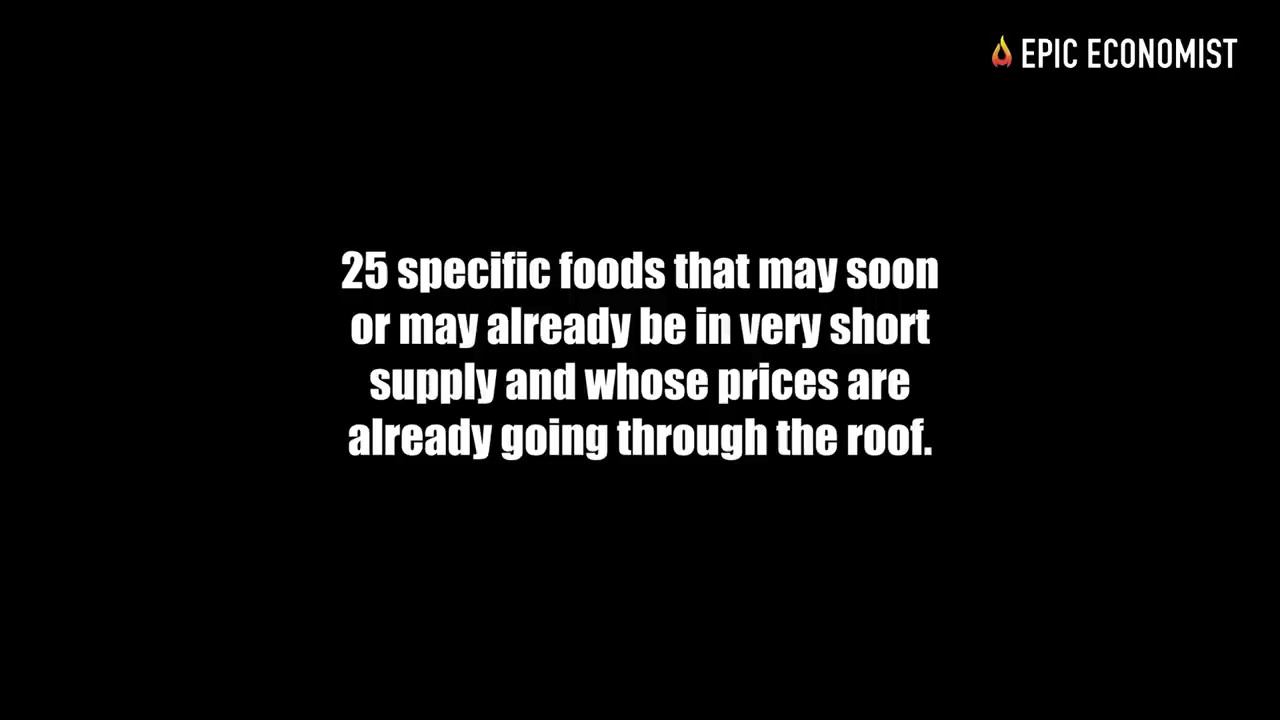 EPIC ECONOMIST
25 specific foods that may soon
or may already be in very short
supply and whose prices are
already going through the roof.